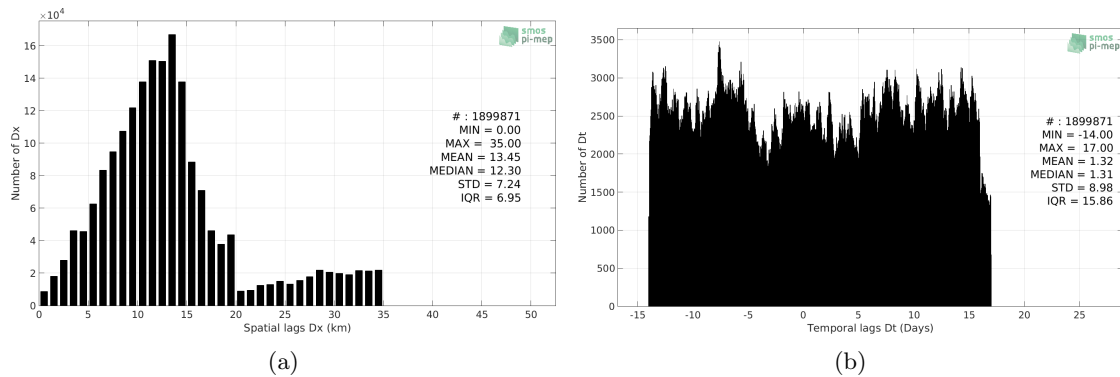 ×10⁴
16
14
12
10
8
6
4
2
0
Number of Dx
0 5 10 15 20 25 30 35 40 45 50
Spatial lags Dx (km)
smos
pi-mep
# : 1899871
MIN = 0.00
MAX = 35.00
MEAN = 13.45
MEDIAN = 12.30
STD = 7.24
IQR = 6.95
(a)
3500
3000
2500
2000
1500
1000
500
0
Number of Dt
-15 -10 -5 0 5 10 15 20 25
Temporal lags Dt (Days)
smos
pi-mep
# : 1899871
MIN = -14.00
MAX = 17.00
MEAN = 1.32
MEDIAN = 1.31
STD = 8.98
IQR = 15.86
(b)